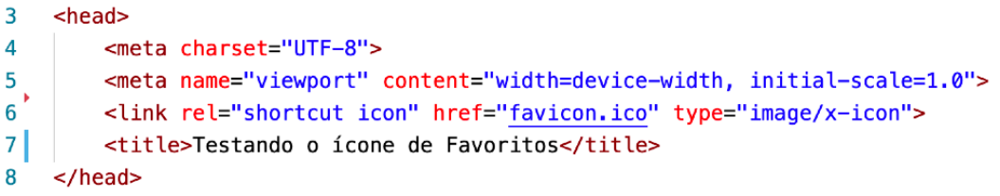 3 <head>
4 <meta charset="UTF-8">
5 <meta name="viewport" content="width=device-width, initial-scale=1.0">
6 <link rel="shortcut icon" href="favicon.ico" type="image/x-icon">
7 <title>Testando o ícone de Favoritos</title>
8 </head>